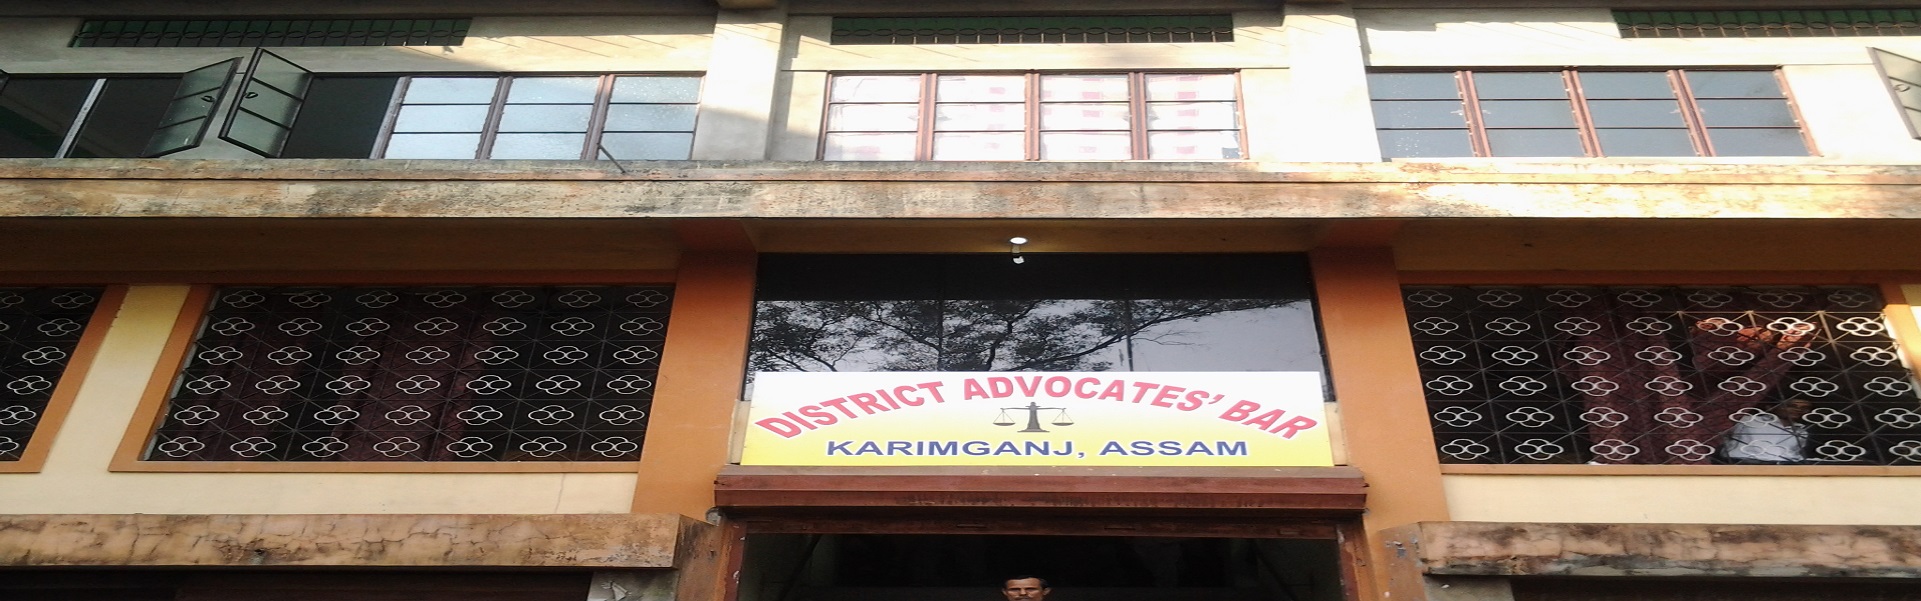 DISTRICT ADVOCATES' BAR
KARIMGANJ, ASSAM